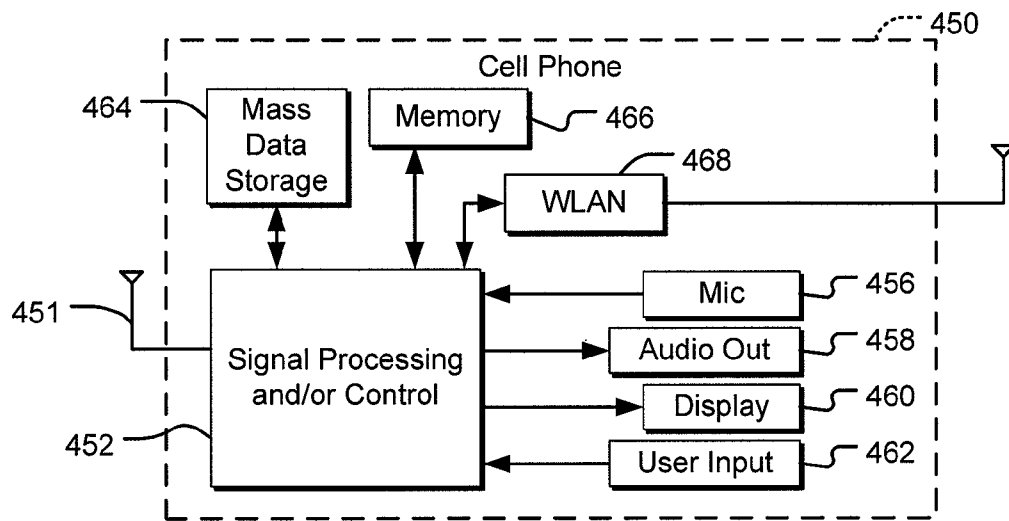 450
Cell Phone
464
Mass
Data
Storage
Memory
466
468
WLAN
451
Signal Processing
and/or Control
452
Mic
456
Audio Out
458
Display
460
User Input
462